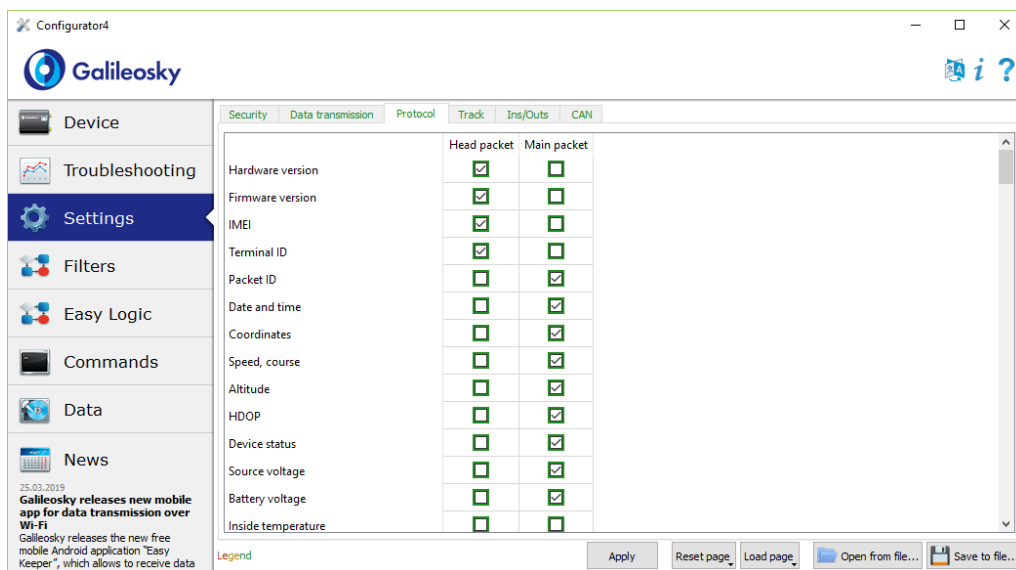 Configurator4
Galileosky
Device
Troubleshooting
Settings
Filters
Easy Logic
Commands
Data
News
25.03.2019
Galileosky releases new mobile
app for data transmission over
Wi-Fi
Galileosky releases the new free
mobile Android application "Easy
Keeper", which allows to receive data
Security Data transmission Protocol Track Ins/Outs CAN
Head packet Main packet
Hardware version
Firmware version
IMEI
Terminal ID
Packet ID
Date and time
Coordinates
Speed, course
Altitude
HDOP
Device status
Source voltage
Battery voltage
Inside temperature
Legend
Apply Reset page Load page Open from file... Save to file...